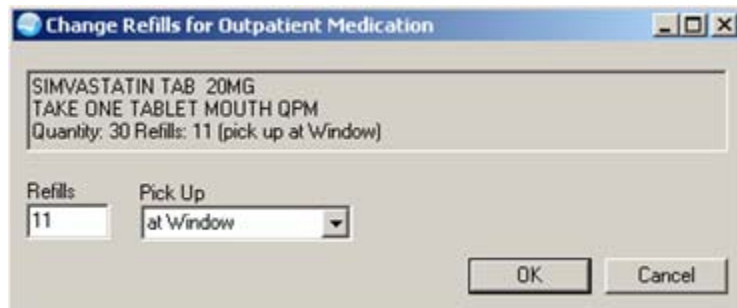 Change Refills for Outpatient Medication
SIMVASTATIN TAB 20MG
TAKE ONE TABLET MOUTH QPM
Quantity: 30 Refills: 11 (pick up at Window)
Refills Pick Up
11 at Window
OK Cancel